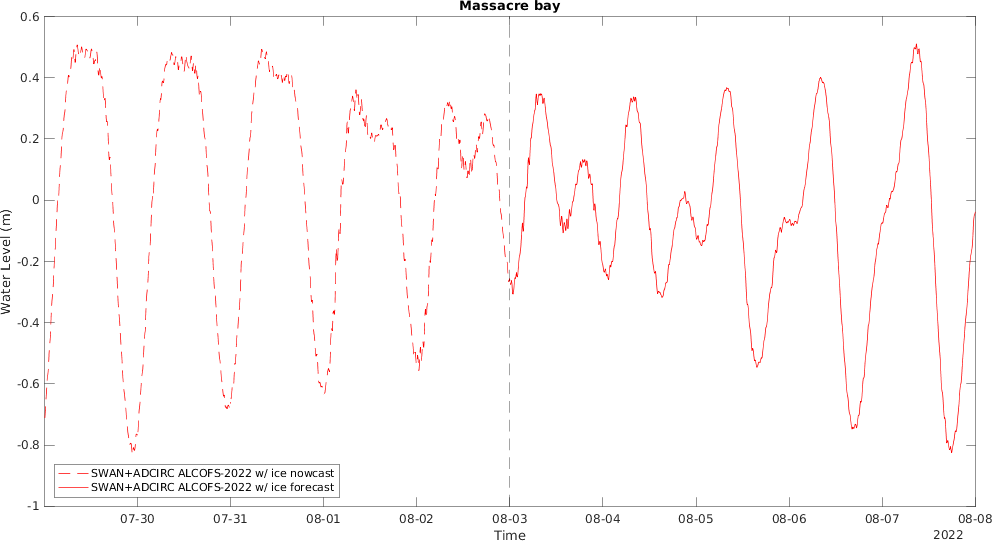 Massacre bay
0.6
0.4
0.2
0
-0.2
-0.4
-0.6
-0.8
-1
Water Level (m)
SWAN+ADCIRC ALCOFS-2022 w/ ice nowcast
SWAN+ADCIRC ALCOFS-2022 w/ ice forecast
07-30 07-31 08-01 08-02 08-03 08-04 08-05 08-06 08-07 08-08
Time
2022